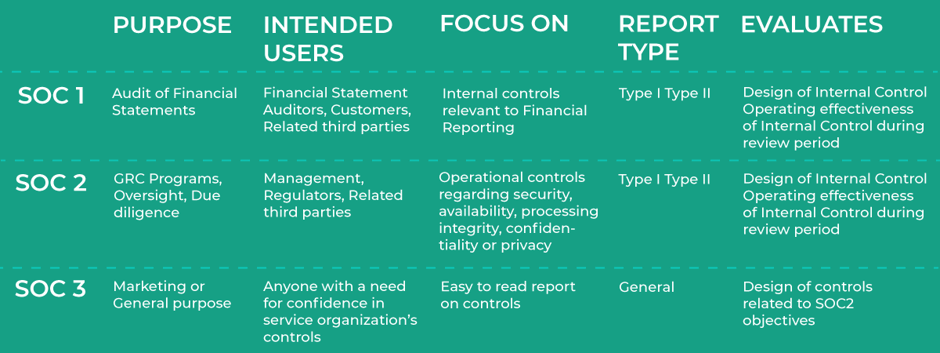 PURPOSE
INTENDED
USERS
FOCUS ON
REPORT
TYPE
EVALUATES
SOC 1
Audit of Financial
Statements
Financial Statement
Auditors, Customers,
Related third parties
Internal controls
relevant to Financial
Reporting
Type I Type II
Design of Internal Control
Operating effectiveness
of Internal Control during
review period
SOC 2
GRC Programs,
Oversight, Due
diligence
Management,
Regulators, Related
third parties
Operational controls
regarding security,
availability, processing
integrity, confiden-
tiality or privacy
Type I Type II
Design of Internal Control
Operating effectiveness
of Internal Control during
review period
SOC 3
Marketing or
General purpose
Anyone with a need
for confidence in
service organization's
controls
Easy to read report
on controls
General
Design of controls
related to SOC2
objectives